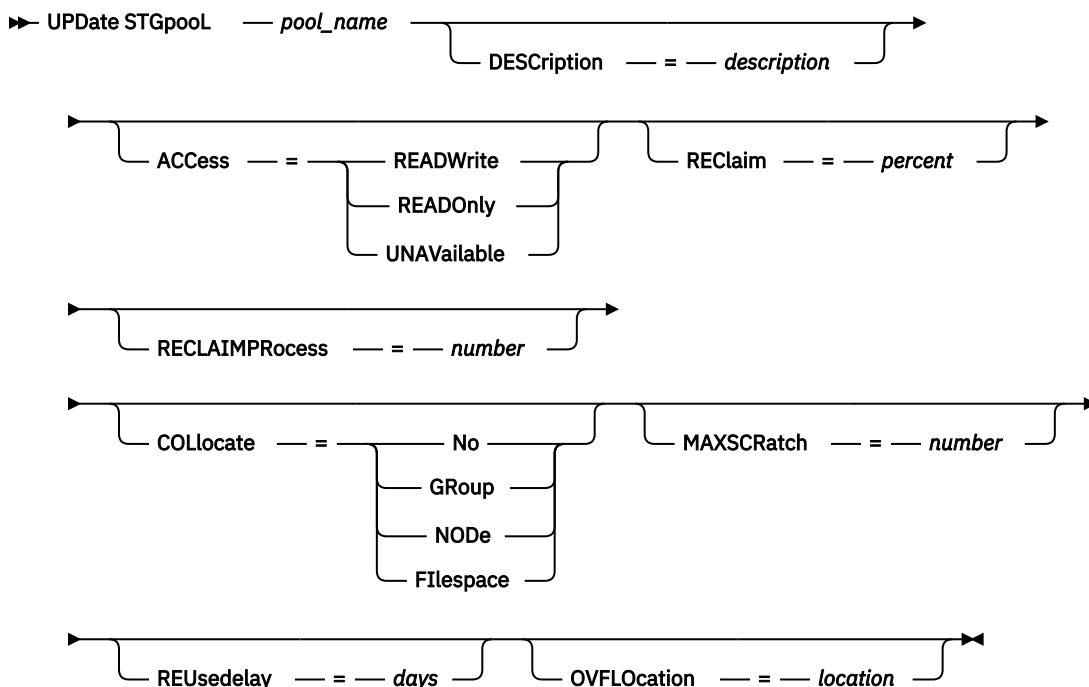 UPDate STGpooL — pool_name
DESCription — = — description
ACCess — = READWrite
READOnly
UNAVailable
REClaim — = — percent
RECLAIMPRocess — = — number
COLlocate — = No
GRoup
NODe
FIlespace
MAXSCRatch — = — number
REUsedelay — = — days
OVFLOcation — = — location